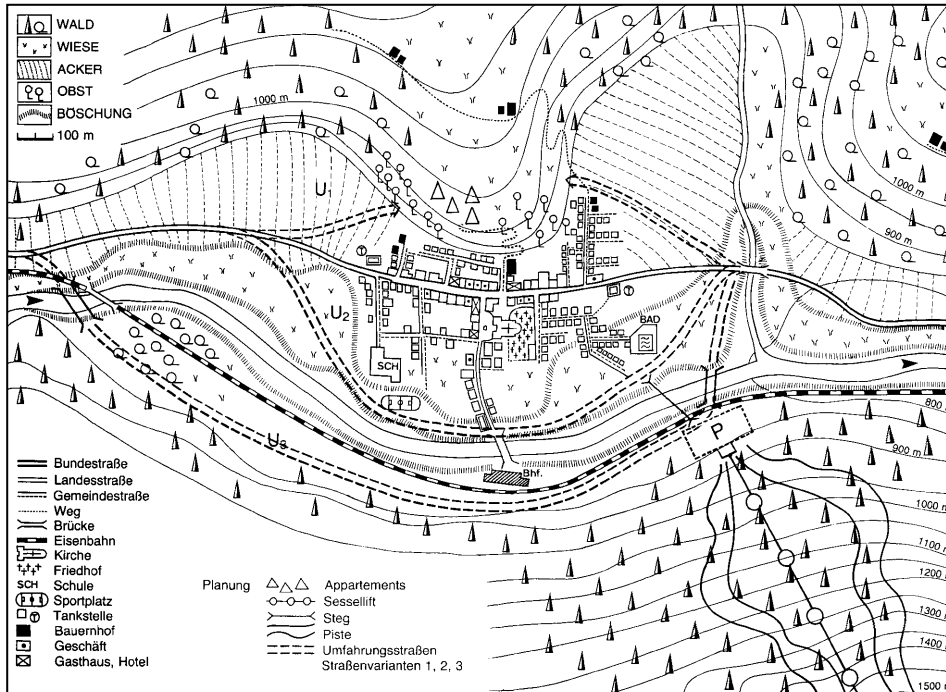 WALD
WIESE
ACKER
OBST
BÖSCHUNG
100 m
1000 m
1000 m
900 m
U1
U2
BAD
SCH
U3
Bhf.
P
800
900 m
1000 m
1100 m
1200 m
1300 m
1400 m
1500 m
Bundestraße
Landesstraße
Gemeindestraße
Weg
Brücke
Eisenbahn
Kirche
Friedhof
SCH Schule
Sportplatz
T Tankstelle
Bauernhof
Geschäft
Gasthaus, Hotel
Planung Appartements
Sessellift
Steg
Piste
Umfahrungsstraßen
Straßenvarianten 1, 2, 3